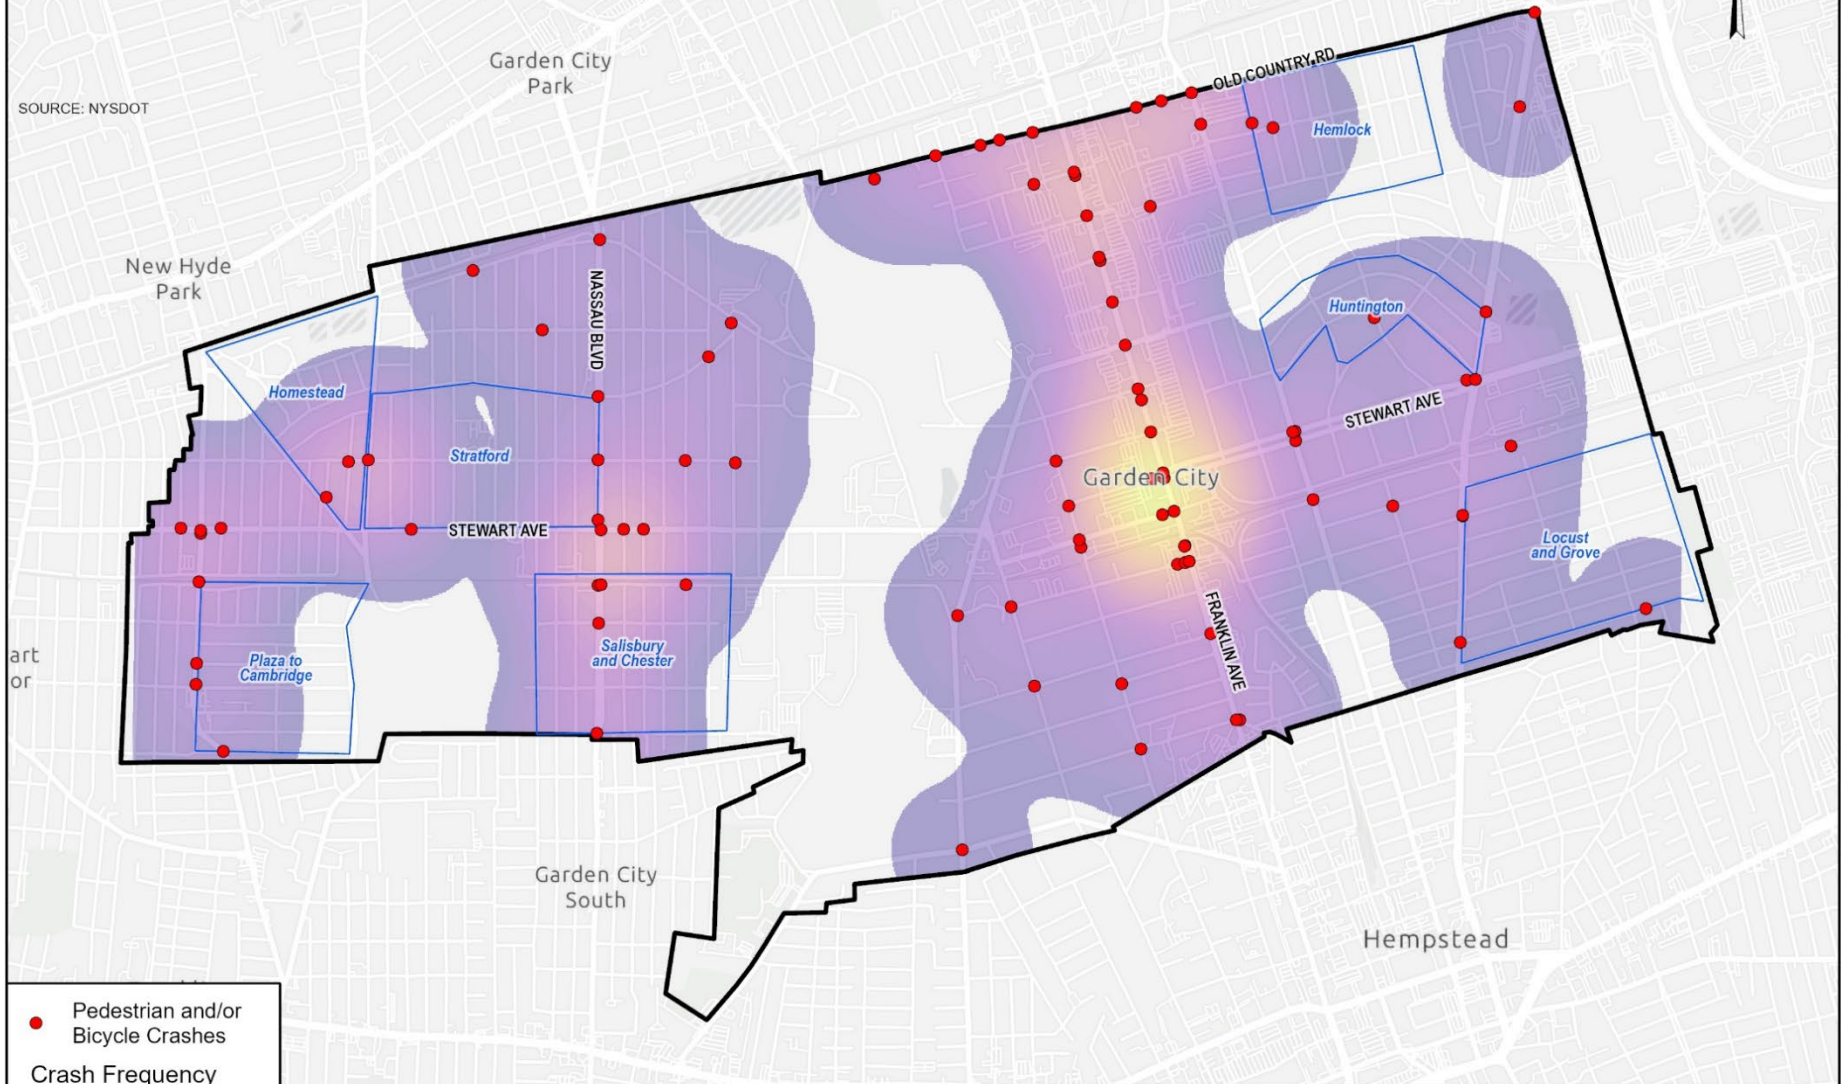 OLD COUNTRY RD
Garden City
Park
SOURCE: NYSDOT
Hemlock
New Hyde
Park
NASSAU BLVD
Huntington
Homestead
STEWART AVE
Stratford
Garden City
STEWART AVE
Locust
and Grove
FRANKLIN AVE
Salisbury
and Chester
Plaza to
Cambridge
art
or
Garden City
South
Hempstead
Pedestrian and/or
Bicycle Crashes
Crash Frequency